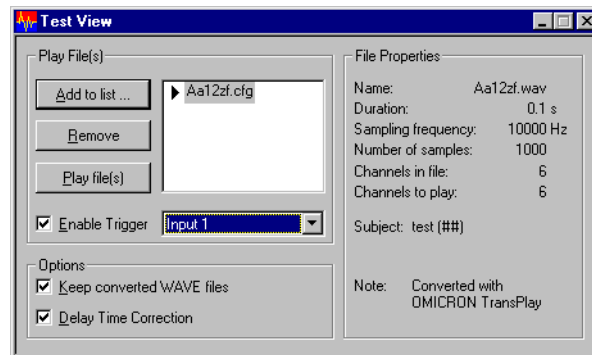 Test View
Play File(s)
Add to list ...
Aa12zf.cfg
Remove
Play file(s)
Enable Trigger
Input 1
Options
Keep converted WAVE files
Delay Time Correction
File Properties
Name: Aa12zf.wav
Duration: 0.1 s
Sampling frequency: 10000 Hz
Number of samples: 1000
Channels in file: 6
Channels to play: 6
Subject: test (##)
Note: Converted with
OMICRON TransPlay